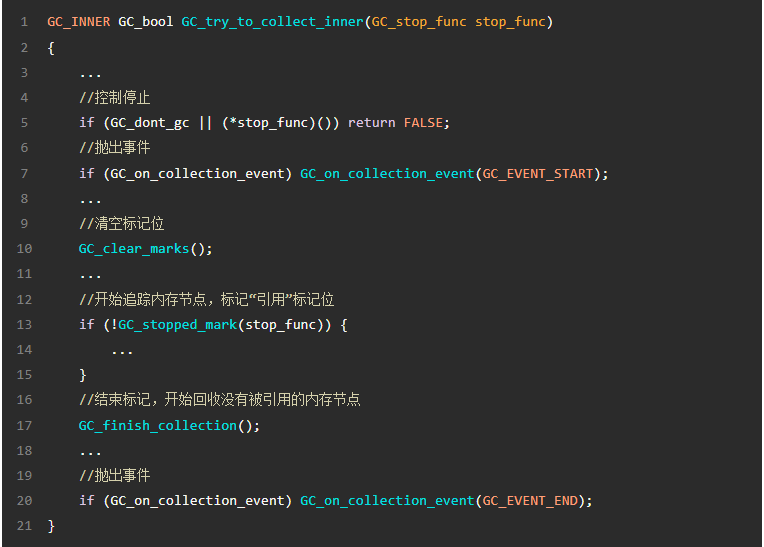 1 GC_INNER GC_bool GC_try_to_collect_inner(GC_stop_func stop_func)
2 {
3     ...
4     //控制停止
5     if (GC_dont_gc || (*stop_func)()) return FALSE;
6     //抛出事件
7     if (GC_on_collection_event) GC_on_collection_event(GC_EVENT_START);
8     ...
9     //清空标记位
10     GC_clear_marks();
11     ...
12     //开始追踪内存节点，标记“引用”标记位
13     if (!GC_stopped_mark(stop_func)) {
14         ...
15     }
16     //结束标记，开始回收没有被引用的内存节点
17     GC_finish_collection();
18     ...
19     //抛出事件
20     if (GC_on_collection_event) GC_on_collection_event(GC_EVENT_END);
21 }